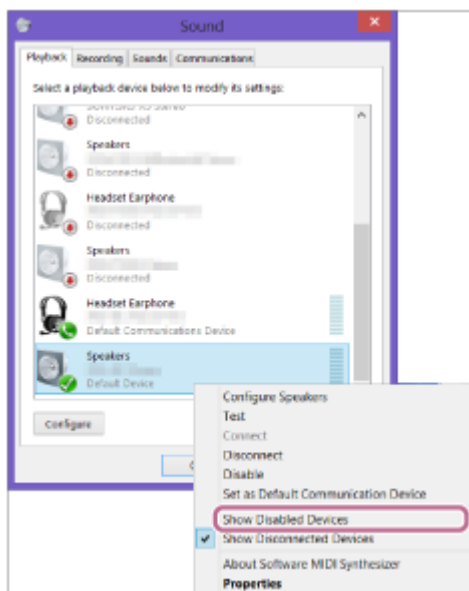 Sound
Playback Recording Sounds Communications
Select a playback device below to modify its settings:
Disconnected
Speakers
Disconnected
Headset Earphone
Disconnected
Speakers
Disconnected
Headset Earphone
Default Communications Device
Speakers
Default Device
Configure
Configure Speakers
Test
Connect
Disconnect
Disable
Set as Default Communication Device
Show Disabled Devices
Show Disconnected Devices
About Software MIDI Synthesizer
Properties